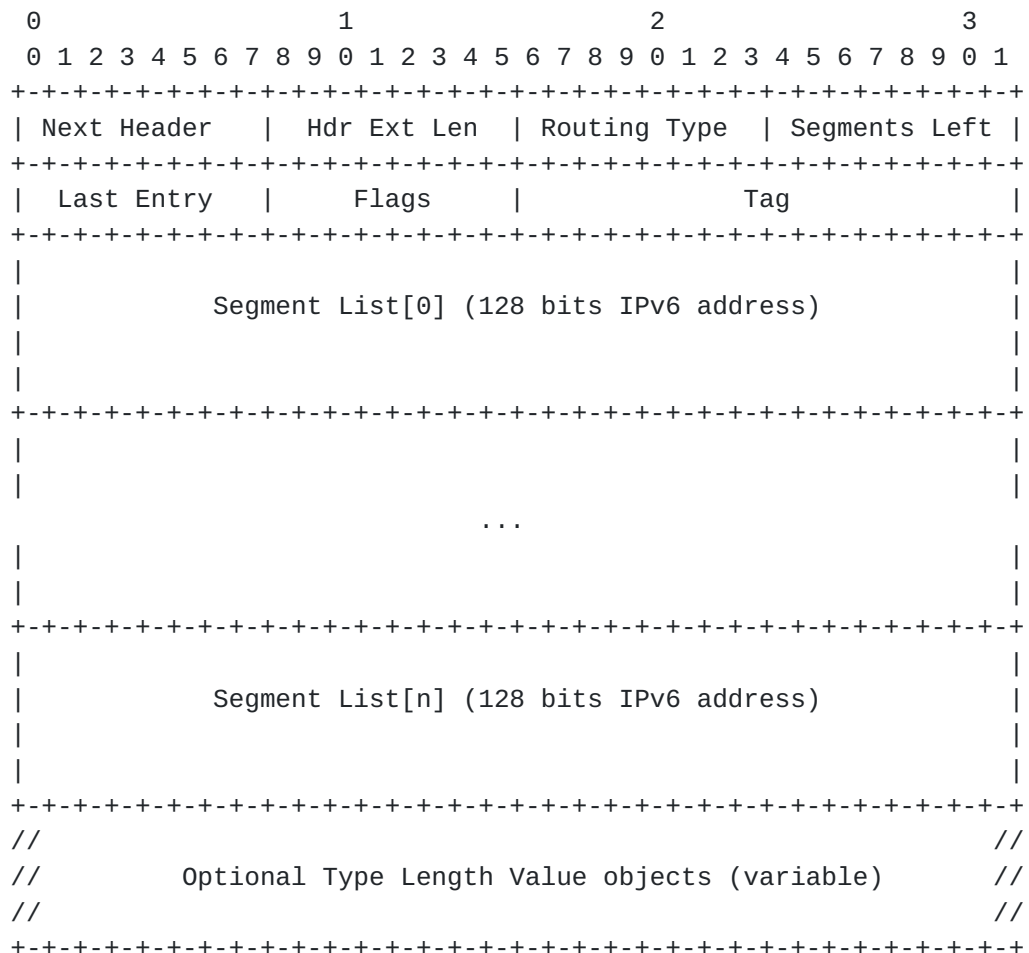 0                   1                   2                   3
 0 1 2 3 4 5 6 7 8 9 0 1 2 3 4 5 6 7 8 9 0 1 2 3 4 5 6 7 8 9 0 1
+-+-+-+-+-+-+-+-+-+-+-+-+-+-+-+-+-+-+-+-+-+-+-+-+-+-+-+-+-+-+-+-+
| Next Header   |  Hdr Ext Len  | Routing Type  | Segments Left |
+-+-+-+-+-+-+-+-+-+-+-+-+-+-+-+-+-+-+-+-+-+-+-+-+-+-+-+-+-+-+-+-+
|  Last Entry   |     Flags     |              Tag              |
+-+-+-+-+-+-+-+-+-+-+-+-+-+-+-+-+-+-+-+-+-+-+-+-+-+-+-+-+-+-+-+-+
|                                                               |
|            Segment List[0] (128 bits IPv6 address)            |
|                                                               |
|                                                               |
+-+-+-+-+-+-+-+-+-+-+-+-+-+-+-+-+-+-+-+-+-+-+-+-+-+-+-+-+-+-+-+-+
|                                                               |
|                                                               |
                              ...
|                                                               |
|                                                               |
+-+-+-+-+-+-+-+-+-+-+-+-+-+-+-+-+-+-+-+-+-+-+-+-+-+-+-+-+-+-+-+-+
|                                                               |
|            Segment List[n] (128 bits IPv6 address)            |
|                                                               |
|                                                               |
+-+-+-+-+-+-+-+-+-+-+-+-+-+-+-+-+-+-+-+-+-+-+-+-+-+-+-+-+-+-+-+-+
//                                                             //
//         Optional Type Length Value objects (variable)       //
//                                                             //
+-+-+-+-+-+-+-+-+-+-+-+-+-+-+-+-+-+-+-+-+-+-+-+-+-+-+-+-+-+-+-+-+